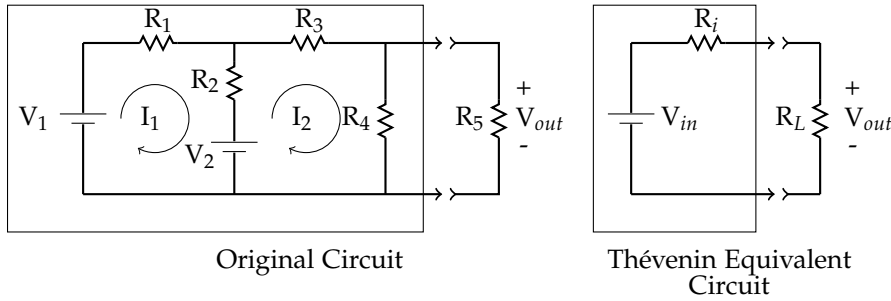 R1 R3 Ri
R2
V1 I1 I2 R4 R5 + Vout - Vin RL + Vout -
V2
Original Circuit
Thévenin Equivalent
Circuit